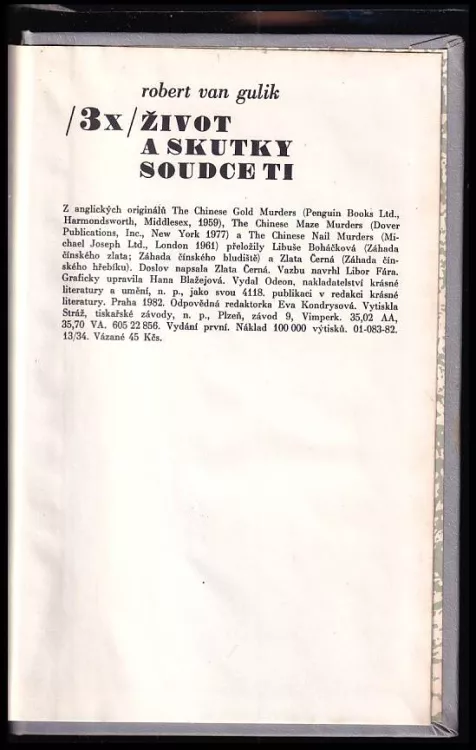 robert van gulik
/3x/ŽIVOT
A SKUTKY
SOUDCE TI
Z anglických originálů The Chinese Gold Murders (Penguin Books Ltd.,
Harmondsworth, Middlesex, 1959), The Chinese Maze Murders (Dover
Publications, Inc., New York 1977) a The Chinese Nail Murders (Mi-
chael Joseph Ltd., London 1961) přeložily Libuše Boháčková (Záhada
čínského zlata; Záhada čínského bludiště) a Zlata Černá (Záhada čín-
ského hřebíku). Doslov napsala Zlata Černá. Vazbu navrhl Libor Fára.
Graficky upravila Hana Blažejová. Vydal Odeon, nakladatelství krásné
literatury a umění, n. p., jako svou 4118. publikaci v redakci krásné
literatury. Praha 1982. Odpovědná redaktorka Eva Kondrysová. Vytiskla
Stráž, tiskařské závody, n. p., Plzeň, závod 9, Vimperk. 35,02 AA,
35,70 VA. 605 22 856. Vydání první. Náklad 100 000 výtisků. 01-083-82.
13/34. Vázané 45 Kčs.